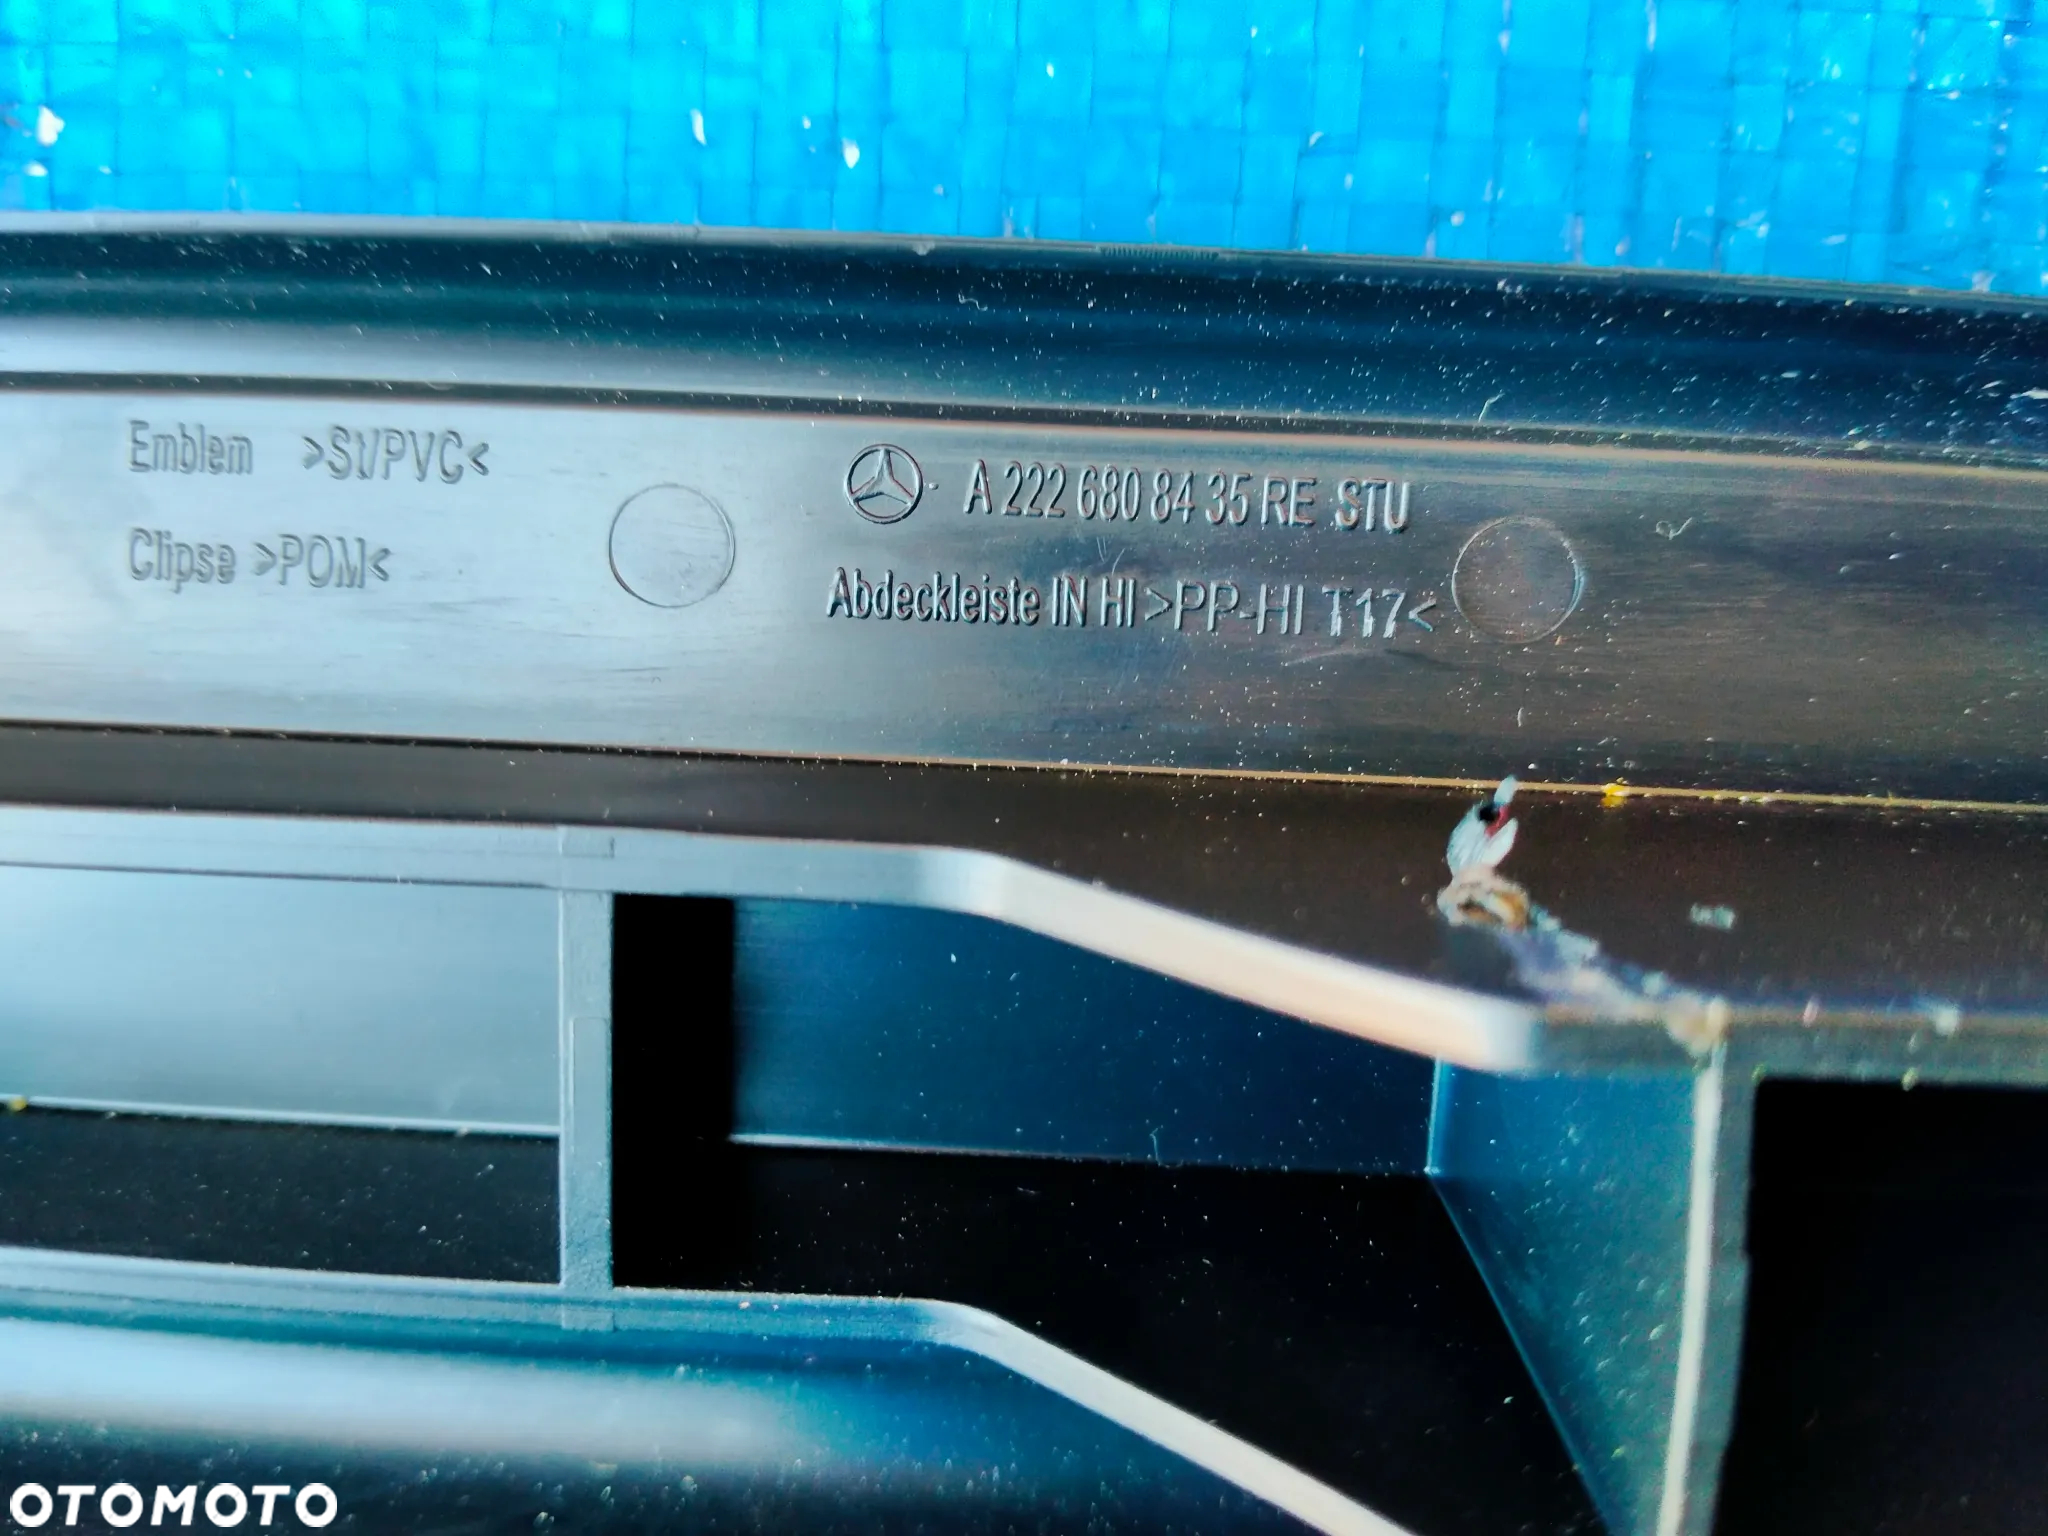 Emblem >St/PVC<
Clipse >POM<
A 222 680 84 35 RE STU
Abdeckleiste IN HI >PP-HI T17<
OTOMOTO